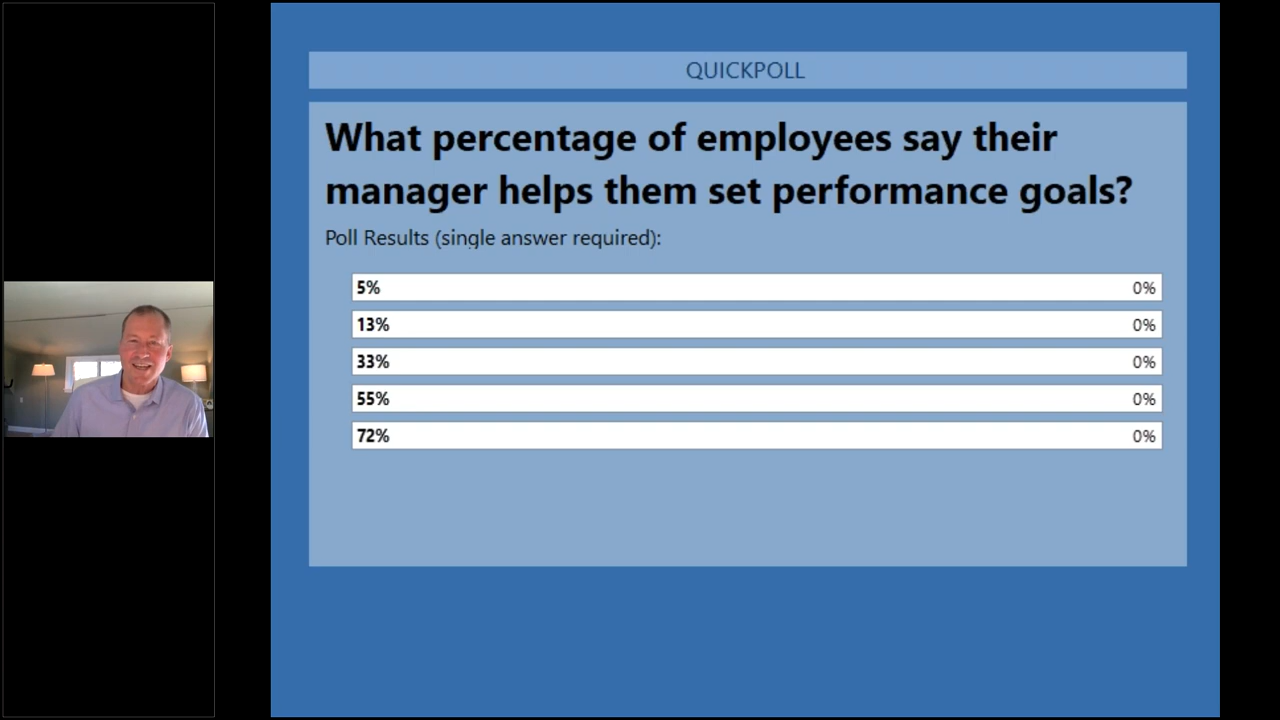 QUICKPOLL
What percentage of employees say their
manager helps them set performance goals?
Poll Results (single answer required):
5% 0%
13% 0%
33% 0%
55% 0%
72% 0%